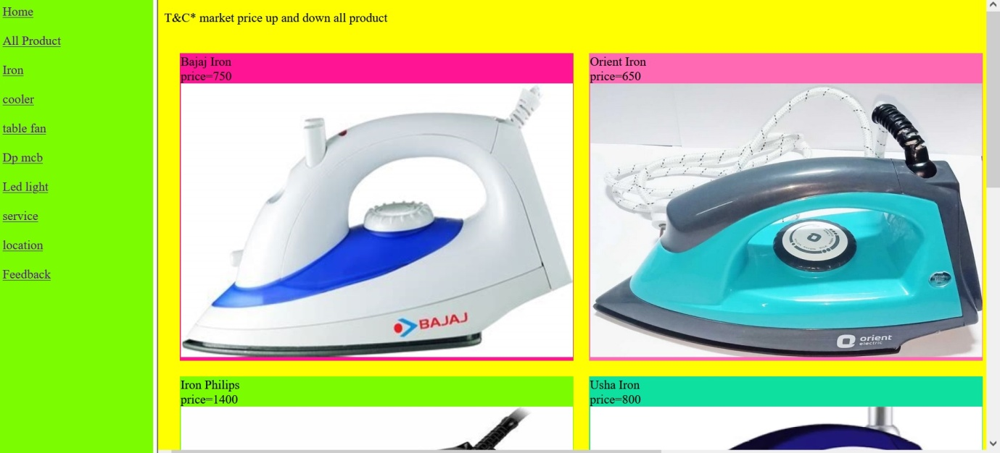 Home
All Product
Iron
cooler
table fan
Dp mcb
Led light
service
location
Feedback
T&C* market price up and down all product
Bajaj Iron
price=750
BAJAJ
Orient Iron
price=650
orient
electric
Iron Philips
price=1400
Usha Iron
price=800